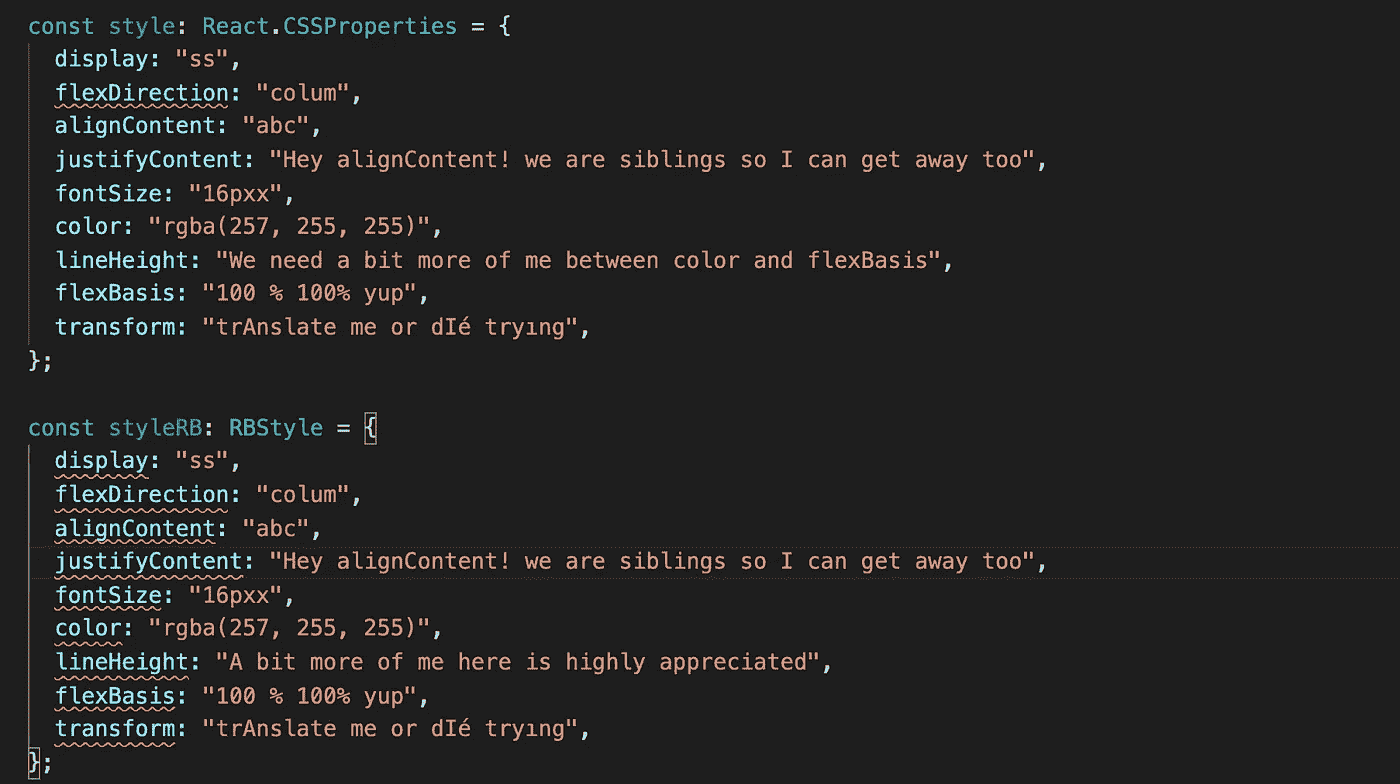 const style: React.CSSProperties = {
display: "ss",
flexDirection: "colum",
alignContent: "abc",
justifyContent: "Hey alignContent! we are siblings so I can get away too",
fontSize: "16pxx",
color: "rgba(257, 255, 255)",
lineHeight: "We need a bit more of me between color and flexBasis",
flexBasis: "100 % 100% yup",
transform: "trAnslate me or dIé tryıng",
};
const styleRB: RBStyle = {
display: "ss",
flexDirection: "colum",
alignContent: "abc",
justifyContent: "Hey alignContent! we are siblings so I can get away too",
fontSize: "16pxx",
color: "rgba(257, 255, 255)",
lineHeight: "A bit more of me here is highly appreciated",
flexBasis: "100 % 100% yup",
transform: "trAnslate me or dIé tryıng",
};